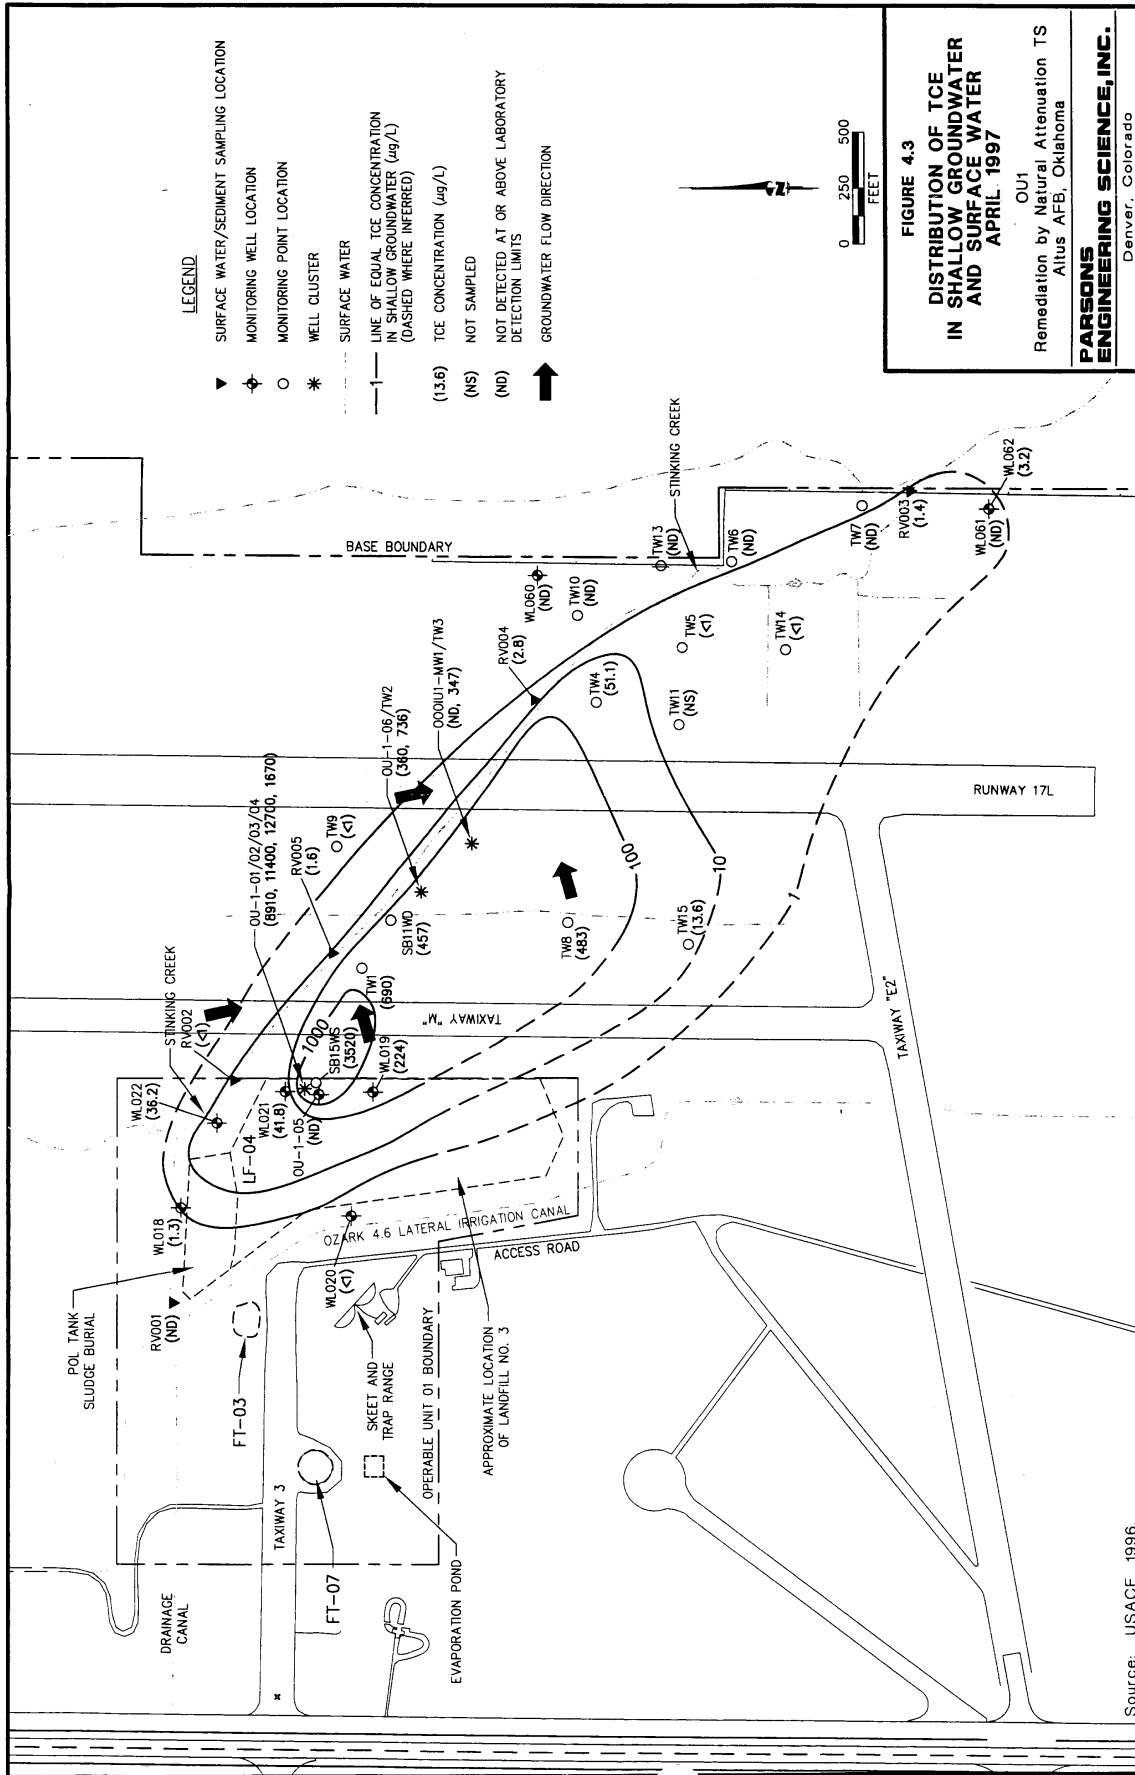 LEGEND
SURFACE WATER/SEDIMENT SAMPLING LOCATION
MONITORING WELL LOCATION
MONITORING POINT LOCATION
WELL CLUSTER
SURFACE WATER
1
LINE OF EQUAL TCE CONCENTRATION
IN SHALLOW GROUNDWATER (µg/L)
(DASHED WHERE INFERRED)
(13.6) TCE CONCENTRATION (µg/L)
(NS) NOT SAMPLED
(ND) NOT DETECTED AT OR ABOVE LABORATORY
DETECTION LIMITS
GROUNDWATER FLOW DIRECTION
N
0 250 500
FEET
FIGURE 4.3
DISTRIBUTION OF TCE
IN SHALLOW GROUNDWATER
AND SURFACE WATER
APRIL 1997
OU1
Remediation by Natural Attenuation TS
Altus AFB, Oklahoma
PARSONS
ENGINEERING SCIENCE, INC.
Denver, Colorado
BASE BOUNDARY
STINKING CREEK
WL060
(ND)
TW10
(ND)
TW13
(ND)
TW6
(ND)
TW7
(ND)
RV003
(1.4)
WL061
(ND)
WL062
(3.2)
TW5
(<1)
TW14
(<1)
TW11
(NS)
TW4
(51.1)
RV004
(2.8)
000IU1-MW1/TW3
(ND, 347)
OU-1-06/TW2
(360, 736)
OU-1-01/02/03/04
(8910, 11400, 12700, 1670)
RV005
(1.6)
TW9
(<1)
SB11WD
(457)
TW8
(483)
TW15
(13.6)
TW1
(690)
100
10
1
1000
RUNWAY 17L
TAXIWAY "M"
TAXIWAY "E2"
STINKING CREEK
RV002
(<1)
WL022
(36.2)
WL021
(41.8)
OU-1-05
(ND)
SB15WS
(3520)
WL019
(224)
LF-04
WL018
(1.3)
POL TANK
SLUDGE BURIAL
RV001
(ND)
FT-03
WL020
(<1)
OZARK 4.6 LATERAL IRRIGATION CANAL
ACCESS ROAD
SKEET AND
TRAP RANGE
OPERABLE UNIT 01 BOUNDARY
APPROXIMATE LOCATION
OF LANDFILL NO. 3
TAXIWAY 3
FT-07
EVAPORATION POND
DRAINAGE
CANAL
Source: USACE, 1996.